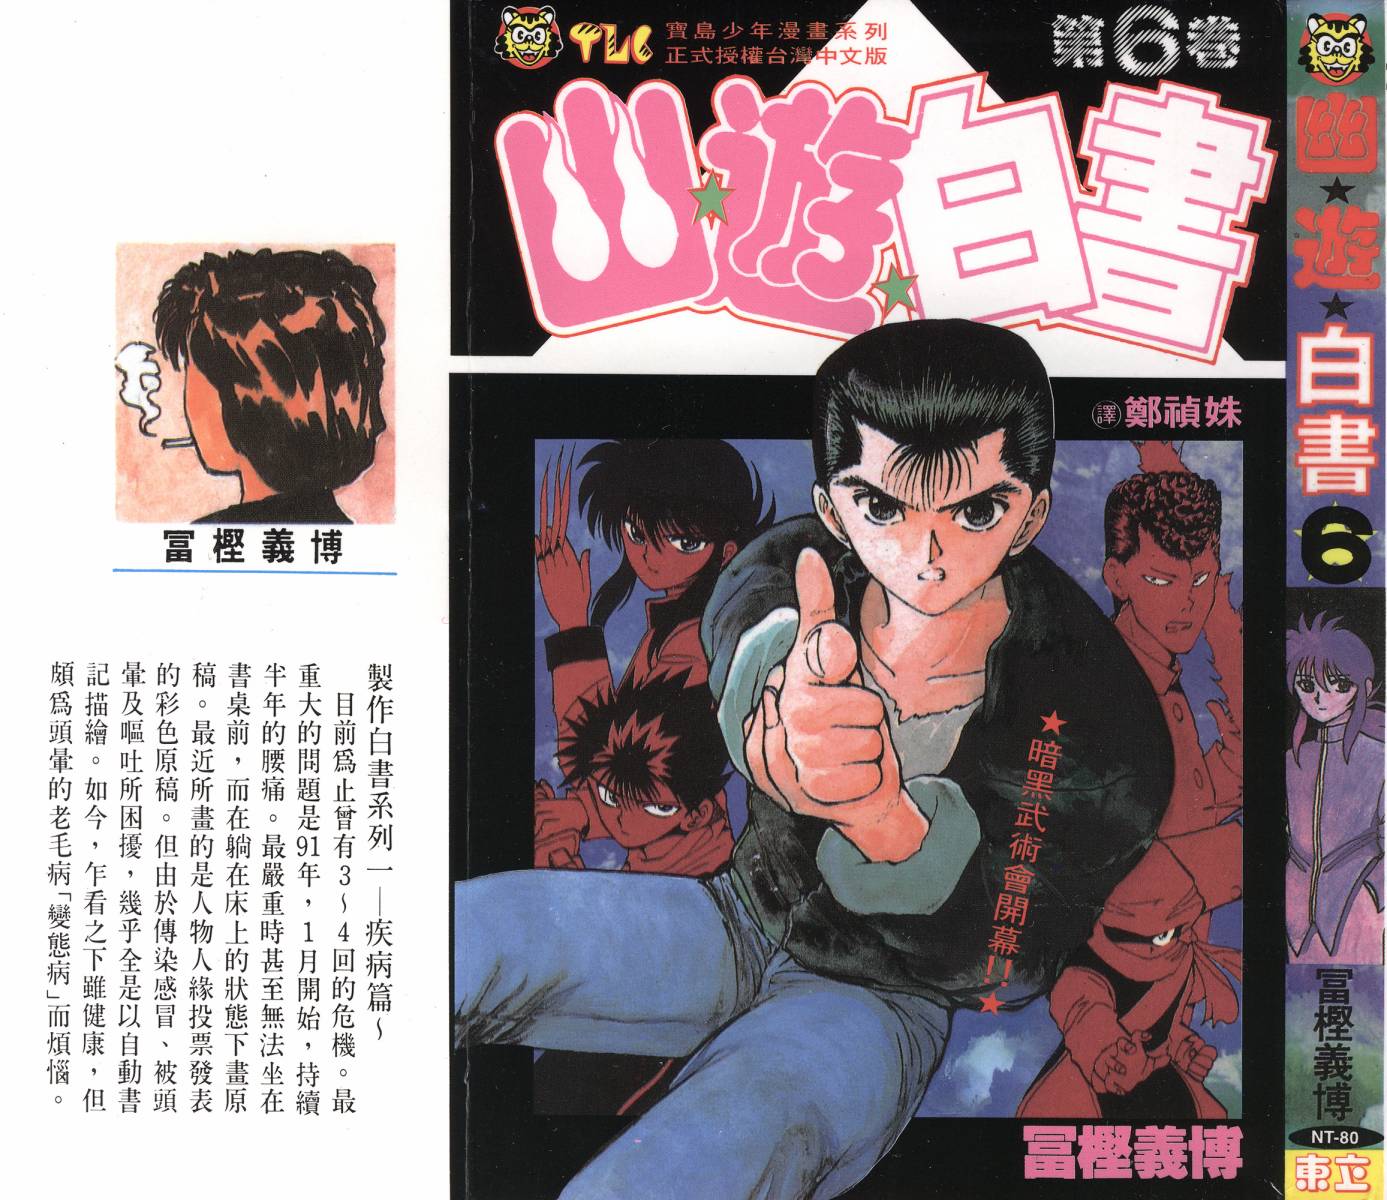 TLC
寶島少年漫畫系列
正式授權台灣中文版
第6卷
幽遊白書
譯鄭禎姝
暗黑武術會開幕!!
冨樫義博
幽遊白書
6
冨樫義博
NT-80
東立
冨樫義博
製作白書系列一──疾病篇～
目前爲止曾有3～4回的危機。最
重大的問題是91年，1月開始，持續
半年的腰痛。最嚴重時甚至無法坐在
書桌前，而在躺在床上的狀態下畫原
稿。最近所畫的是人物人緣投票發表
的彩色原稿。但由於傳染感冒、被頭
暈及嘔吐所困擾，幾乎全是以自動書
記描繪。如今，乍看之下雖健康，但
頗爲頭暈的老毛病「變態病」而煩惱。